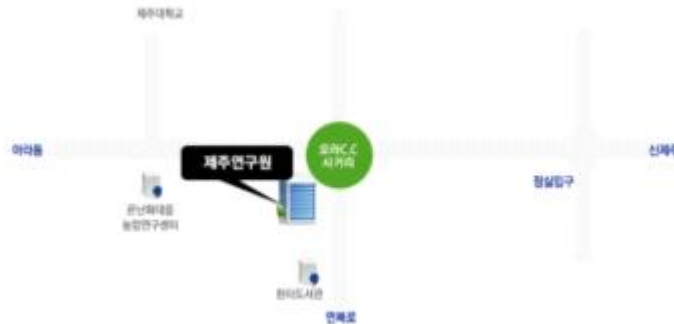 제주대학교
아라동
제주연구원
오라C.C
사거리
신제주
정실입구
온난화대응
농업연구센터
한라도서관
연북로